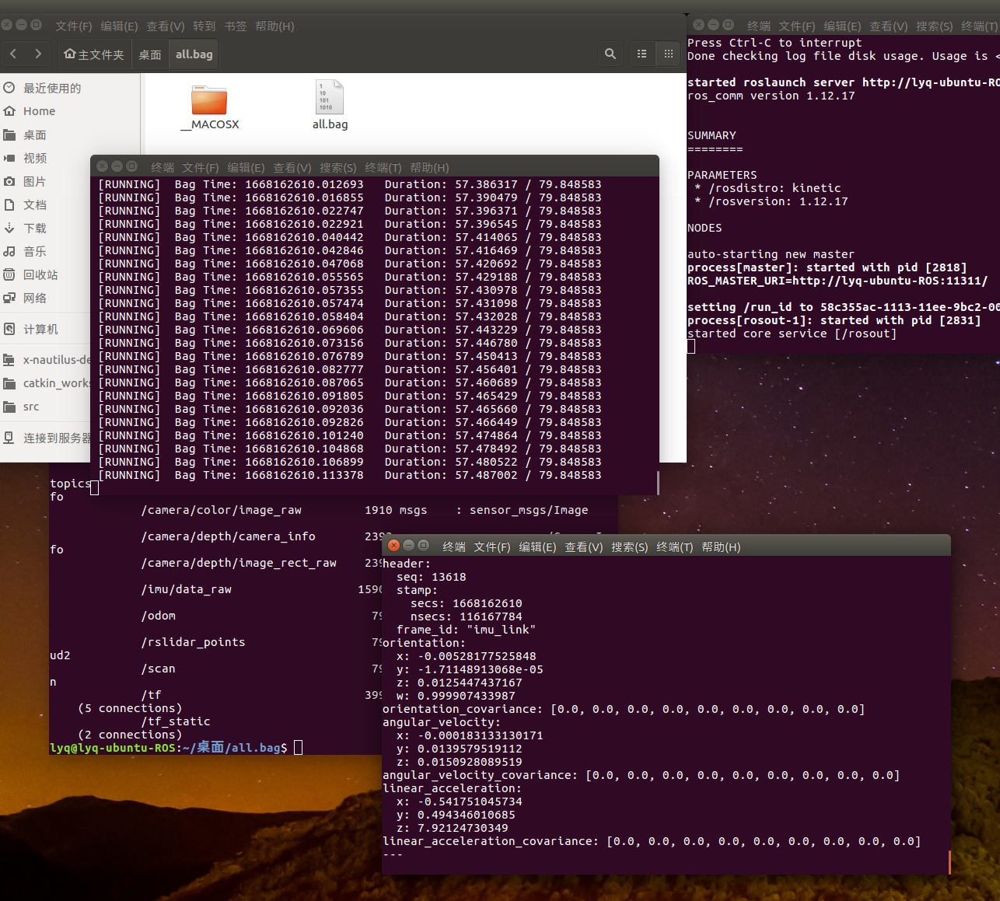 文件(F) 编辑(E) 查看(V) 转到 书签 帮助(H)
主文件夹 桌面 all.bag
最近使用的
Home
桌面
视频
图片
文档
下载
音乐
回收站
网络
计算机
x-nautilus-de
catkin_works
src
连接到服务器
__MACOSX
1
10
101
1010
all.bag
终端 文件(F) 编辑(E) 查看(V) 搜索(S) 终端(T) 帮助(H)
[RUNNING]  Bag Time: 1668162610.012693   Duration: 57.386317 / 79.848583
[RUNNING]  Bag Time: 1668162610.016855   Duration: 57.390479 / 79.848583
[RUNNING]  Bag Time: 1668162610.022747   Duration: 57.396371 / 79.848583
[RUNNING]  Bag Time: 1668162610.022921   Duration: 57.396545 / 79.848583
[RUNNING]  Bag Time: 1668162610.040442   Duration: 57.414065 / 79.848583
[RUNNING]  Bag Time: 1668162610.042846   Duration: 57.416469 / 79.848583
[RUNNING]  Bag Time: 1668162610.047068   Duration: 57.420692 / 79.848583
[RUNNING]  Bag Time: 1668162610.055565   Duration: 57.429188 / 79.848583
[RUNNING]  Bag Time: 1668162610.057355   Duration: 57.430978 / 79.848583
[RUNNING]  Bag Time: 1668162610.057474   Duration: 57.431098 / 79.848583
[RUNNING]  Bag Time: 1668162610.058404   Duration: 57.432028 / 79.848583
[RUNNING]  Bag Time: 1668162610.069606   Duration: 57.443229 / 79.848583
[RUNNING]  Bag Time: 1668162610.073156   Duration: 57.446780 / 79.848583
[RUNNING]  Bag Time: 1668162610.076789   Duration: 57.450413 / 79.848583
[RUNNING]  Bag Time: 1668162610.082777   Duration: 57.456401 / 79.848583
[RUNNING]  Bag Time: 1668162610.087065   Duration: 57.460689 / 79.848583
[RUNNING]  Bag Time: 1668162610.091805   Duration: 57.465429 / 79.848583
[RUNNING]  Bag Time: 1668162610.092036   Duration: 57.465660 / 79.848583
[RUNNING]  Bag Time: 1668162610.092826   Duration: 57.466449 / 79.848583
[RUNNING]  Bag Time: 1668162610.101240   Duration: 57.474864 / 79.848583
[RUNNING]  Bag Time: 1668162610.104868   Duration: 57.478492 / 79.848583
[RUNNING]  Bag Time: 1668162610.106899   Duration: 57.480522 / 79.848583
[RUNNING]  Bag Time: 1668162610.113378   Duration: 57.487002 / 79.848583
终端 文件(F) 编辑(E) 查看(V) 搜索(S) 终端(T)
Press Ctrl-C to interrupt
Done checking log file disk usage. Usage is <
started roslaunch server http://lyq-ubuntu-RO
ros_comm version 1.12.17
SUMMARY
========
PARAMETERS
 * /rosdistro: kinetic
 * /rosversion: 1.12.17
NODES
auto-starting new master
process[master]: started with pid [2818]
ROS_MASTER_URI=http://lyq-ubuntu-ROS:11311/
setting /run_id to 58c355ac-1113-11ee-9bc2-00
process[rosout-1]: started with pid [2831]
started core service [/rosout]
topics
fo
/camera/color/image_raw         1910 msgs    : sensor_msgs/Image
/camera/depth/camera_info       239
fo
/camera/depth/image_rect_raw    239
/imu/data_raw                  1590
/odom                            79
/rslidar_points                  79
ud2
/scan                            79
n
/tf                             399
(5 connections)
/tf_static
(2 connections)
lyq@lyq-ubuntu-ROS:~/桌面/all.bag$
终端 文件(F) 编辑(E) 查看(V) 搜索(S) 终端(T) 帮助(H)
header:
  seq: 13618
  stamp:
    secs: 1668162610
    nsecs: 116167784
  frame_id: "imu_link"
orientation:
  x: -0.00528177525848
  y: -1.71148913068e-05
  z: 0.0125447437167
  w: 0.999907433987
orientation_covariance: [0.0, 0.0, 0.0, 0.0, 0.0, 0.0, 0.0, 0.0, 0.0]
angular_velocity:
  x: -0.000183133130171
  y: 0.0139579519112
  z: 0.0150928089519
angular_velocity_covariance: [0.0, 0.0, 0.0, 0.0, 0.0, 0.0, 0.0, 0.0, 0.0]
linear_acceleration:
  x: -0.541751045734
  y: 0.494346010685
  z: 7.92124730349
linear_acceleration_covariance: [0.0, 0.0, 0.0, 0.0, 0.0, 0.0, 0.0, 0.0, 0.0]
---